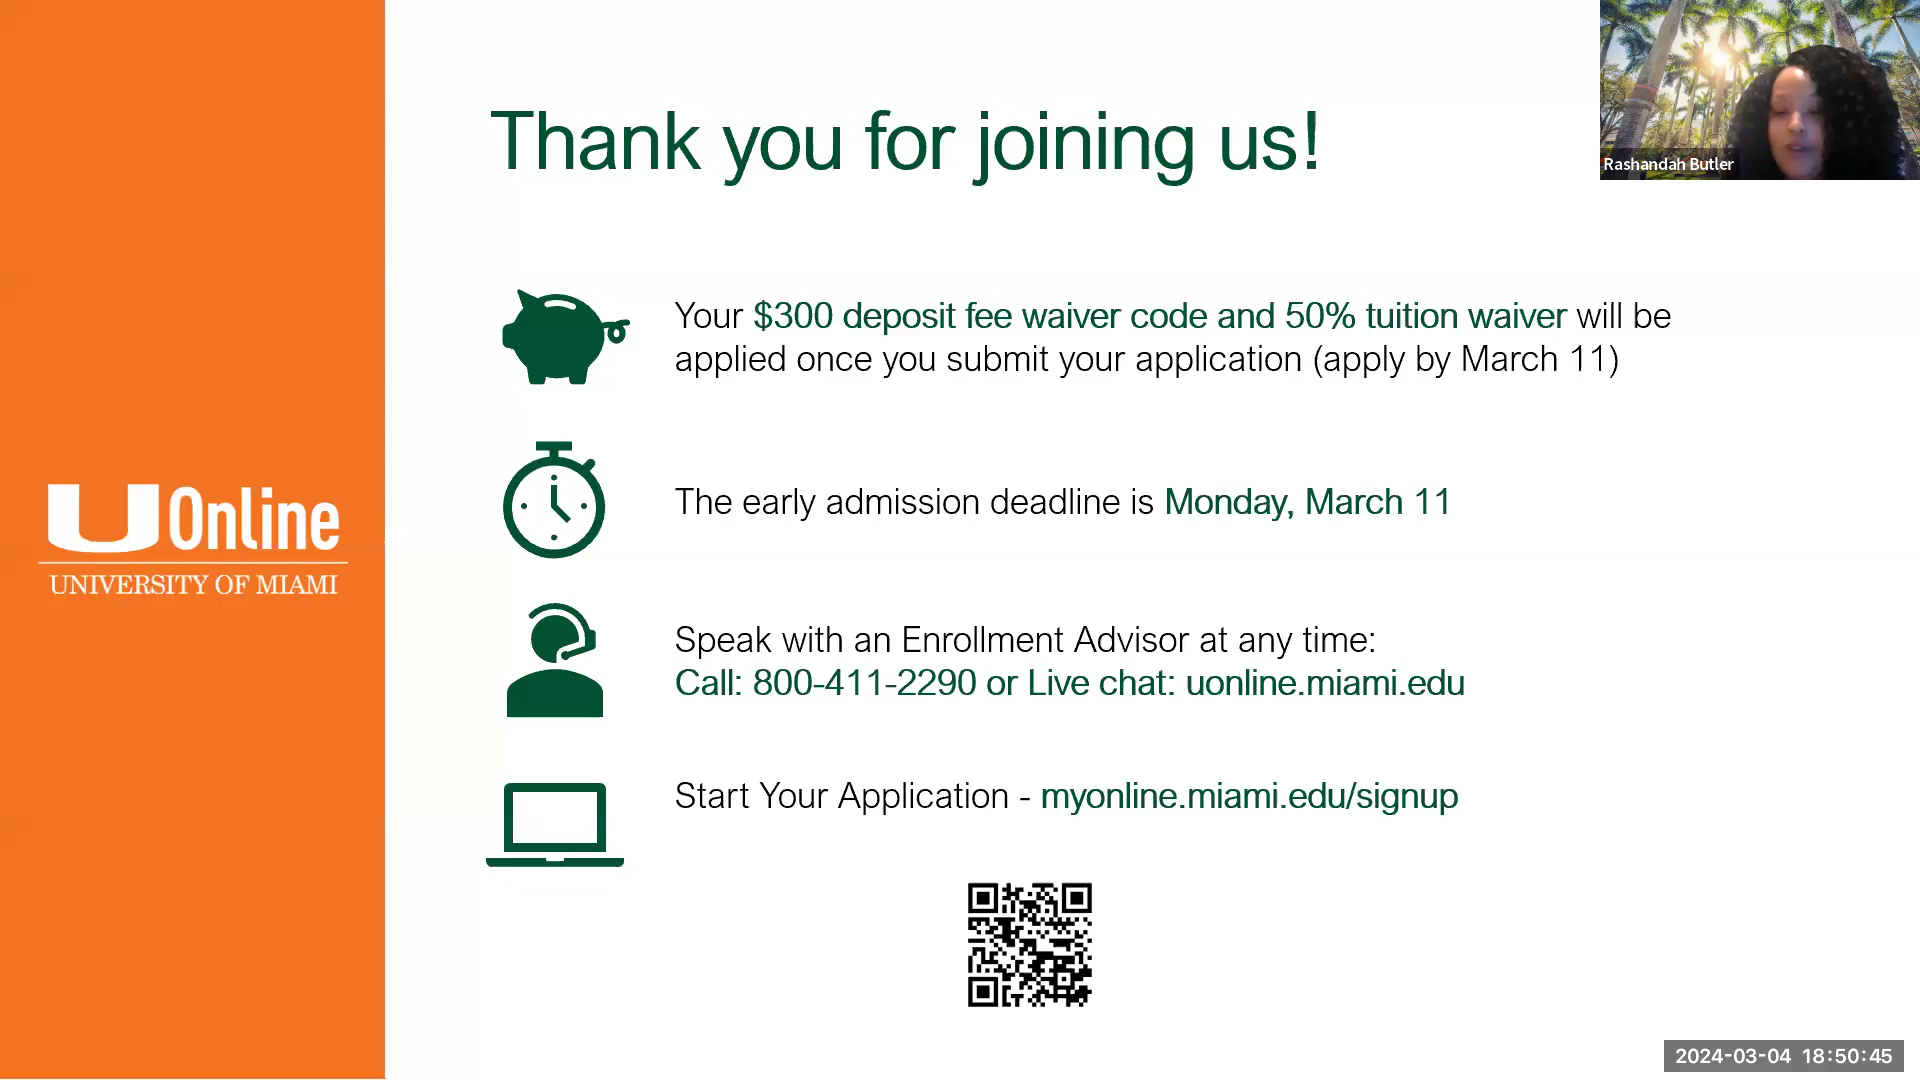 Thank you for joining us!
Rashandah Butler
Your $300 deposit fee waiver code and 50% tuition waiver will be
applied once you submit your application (apply by March 11)
The early admission deadline is Monday, March 11
U Online
UNIVERSITY OF MIAMI
Speak with an Enrollment Advisor at any time:
Call: 800-411-2290 or Live chat: uonline.miami.edu
Start Your Application - myonline.miami.edu/signup
2024-03-04 18:50:45